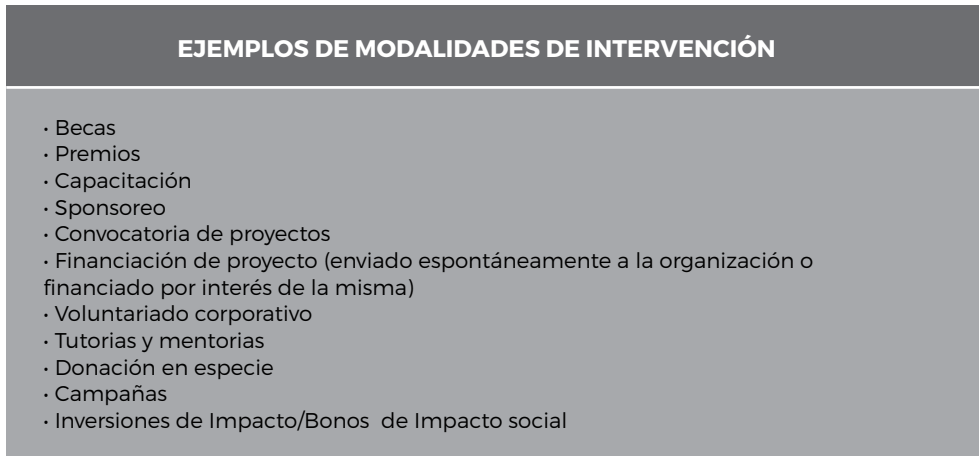 EJEMPLOS DE MODALIDADES DE INTERVENCIÓN
• Becas
• Premios
• Capacitación
• Sponsoreo
• Convocatoria de proyectos
• Financiación de proyecto (enviado espontáneamente a la organización o
financiado por interés de la misma)
• Voluntariado corporativo
• Tutorias y mentorias
• Donación en especie
• Campañas
• Inversiones de Impacto/Bonos  de Impacto social